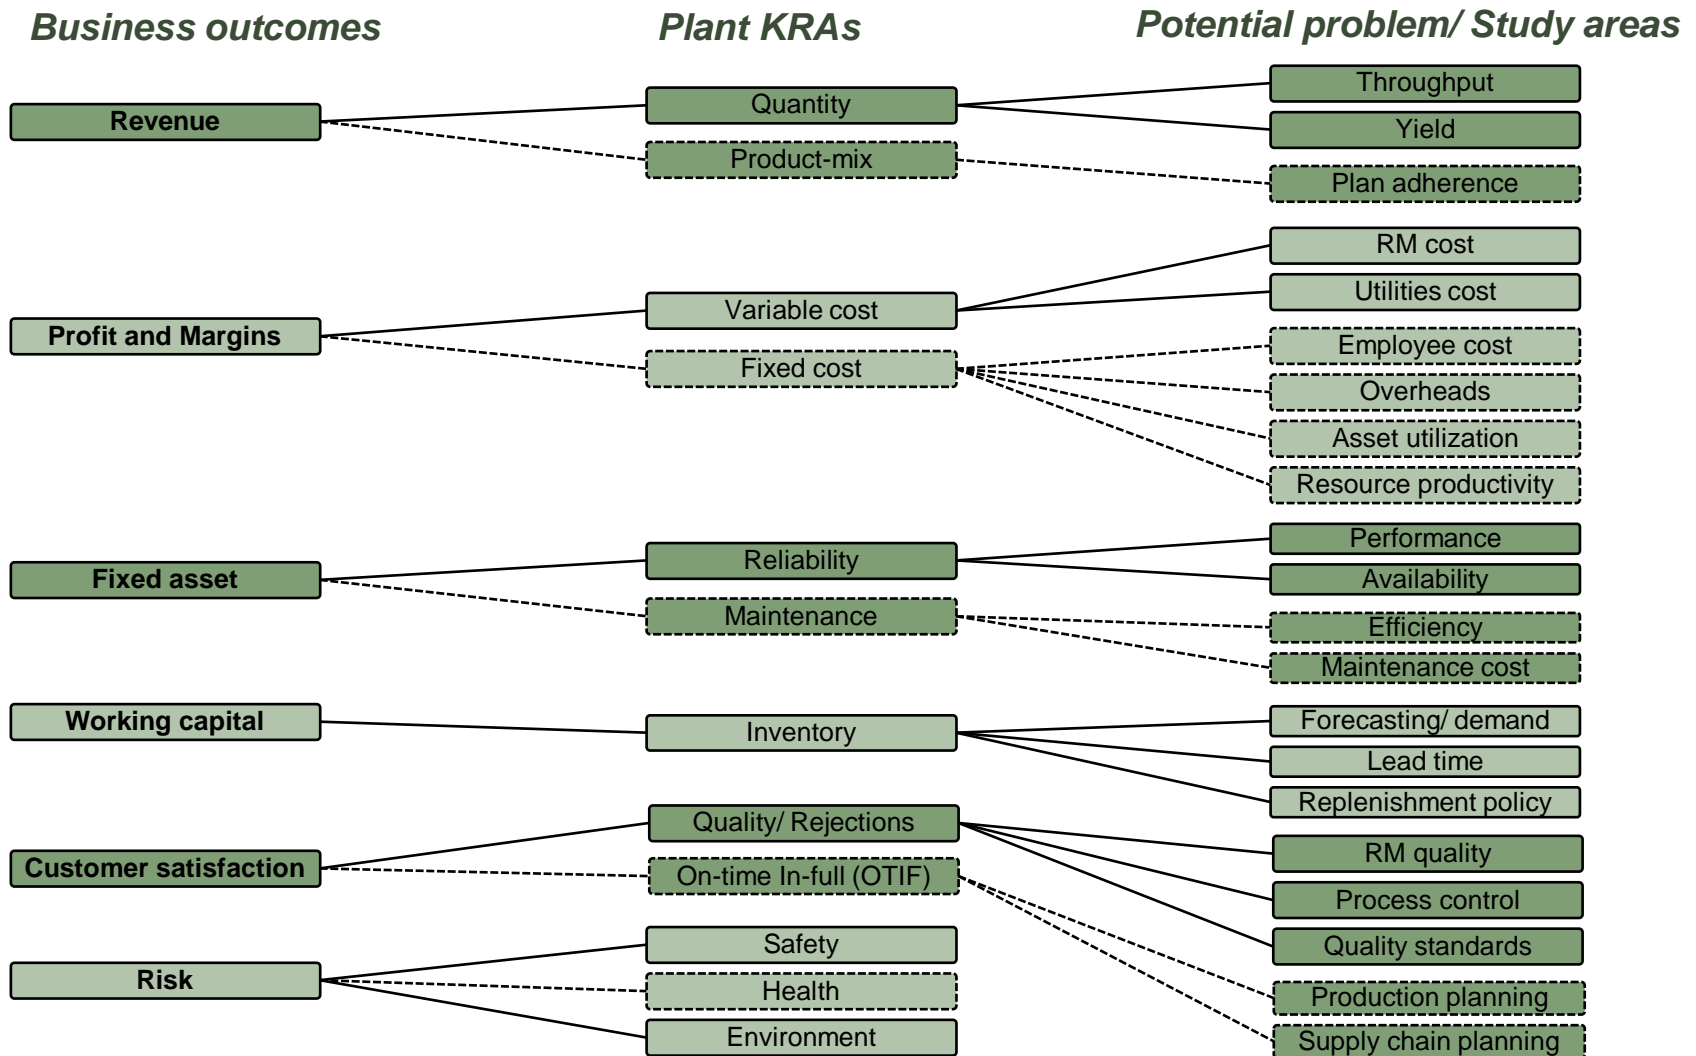 Business outcomes
Plant KRAs
Potential problem/ Study areas
Revenue
Quantity
Product-mix
Throughput
Yield
Plan adherence
Profit and Margins
Variable cost
Fixed cost
RM cost
Utilities cost
Employee cost
Overheads
Asset utilization
Resource productivity
Fixed asset
Reliability
Maintenance
Performance
Availability
Efficiency
Maintenance cost
Working capital
Inventory
Forecasting/ demand
Lead time
Replenishment policy
Customer satisfaction
Quality/ Rejections
On-time In-full (OTIF)
RM quality
Process control
Quality standards
Production planning
Supply chain planning
Risk
Safety
Health
Environment